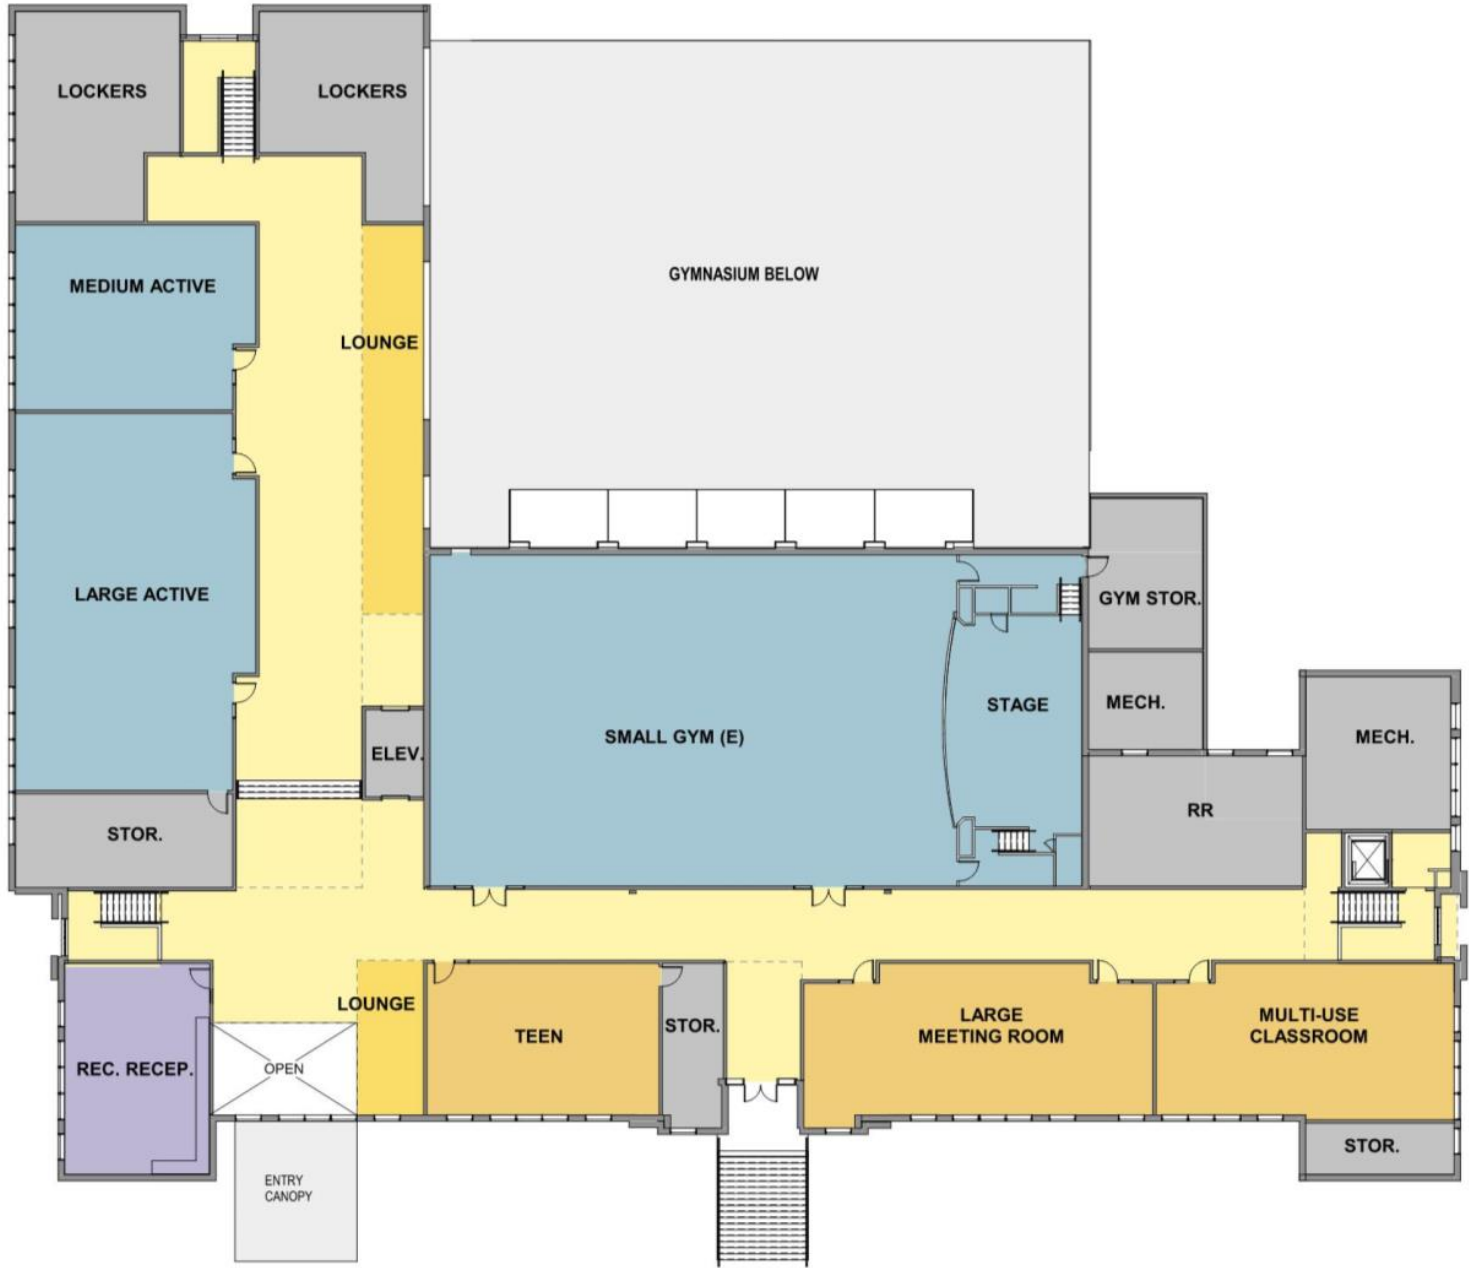 LOCKERS
LOCKERS
GYMNASIUM BELOW
MEDIUM ACTIVE
LOUNGE
LARGE ACTIVE
GYM STOR.
MECH.
STAGE
SMALL GYM (E)
ELEV.
MECH.
RR
STOR.
LOUNGE
TEEN
STOR.
LARGE
MEETING ROOM
MULTI-USE
CLASSROOM
REC. RECEP.
OPEN
STOR.
ENTRY
CANOPY